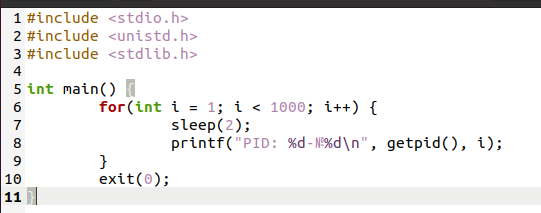 1 #include <stdio.h>
2 #include <unistd.h>
3 #include <stdlib.h>
4
5 int main() {
6         for(int i = 1; i < 1000; i++) {
7                 sleep(2);
8                 printf("PID: %d-№%d\n", getpid(), i);
9         }
10         exit(0);
11 }